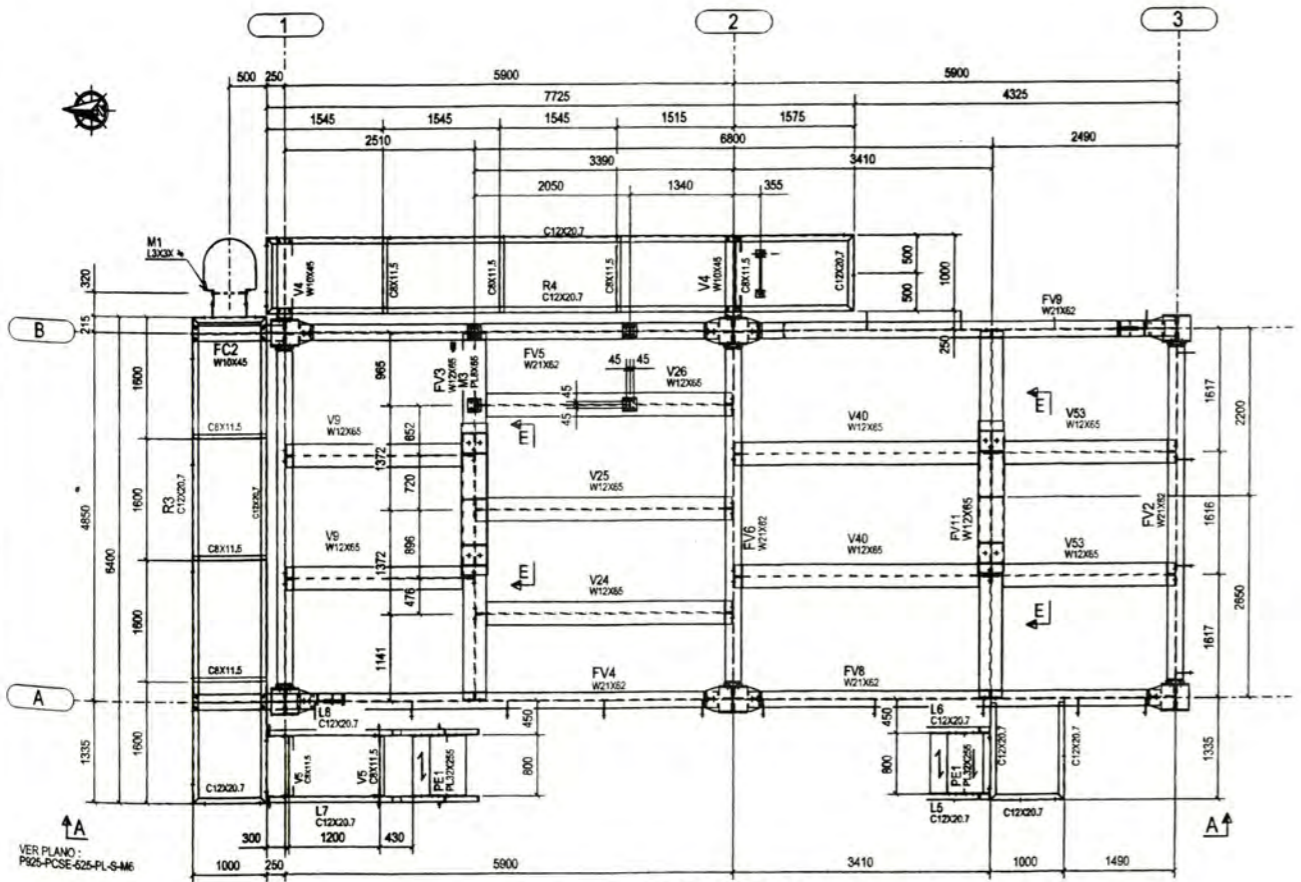 1
2
3
500
250
5900
5900
7725
4325
1545
1545
1545
1515
1575
2510
6800
2490
3390
3410
2050
1340
355
M1
L3X3X
320
215
C12X20.7
V4
W10X45
C8X11.5
C8X11.5
R4
C12X20.7
C8X11.5
V4
W10X45
C8X11.5
C12X20.7
500
500
1000
250
B
FC2
W10X45
FV9
W21X62
FV3
W12X65
M3
PL8X85
FV5
W21X62
45
45
V26
W12X65
45
45
965
1600
C8X11.5
V9
W12X65
652
1372
720
E
V40
W12X65
E
V53
W12X65
1617
2200
R3
C12X20.7
C12X20.7
4850
6400
1600
V25
W12X65
FV6
W21X62
FV11
W12X65
FV2
W21X62
1616
C8X11.5
V9
W12X65
896
1372
476
E
V40
W12X65
V53
W12X65
1600
V24
W12X65
E
2650
1617
C8X11.5
1141
A
FV4
W21X62
FV8
W21X62
L8
C12X20.7
450
450
L6
C12X20.7
C12X20.7
C12X20.7
1335
1600
V5
C8X11.5
V5
C8X11.5
PE1
PL32X255
800
800
PE1
PL32X255
1335
C12X20.7
L7
C12X20.7
L5
C12X20.7
C12X20.7
A
A
300
1200
430
VER PLANO :
P925-PCSE-525-PL-S-M6
1000
250
5900
3410
1000
1490